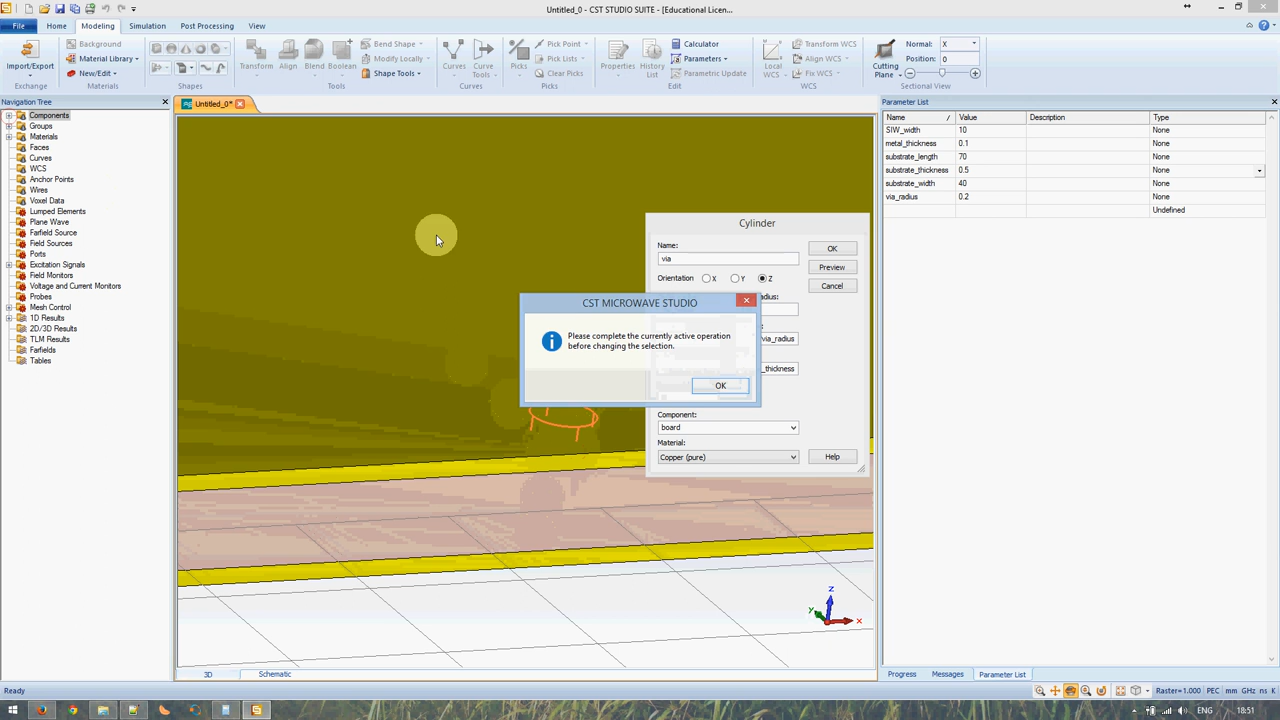 Untitled_0 - CST STUDIO SUITE - [Educational Licen...
File
Home
Modeling
Simulation
Post Processing
View
Import/Export
Exchange
Background
Material Library
New/Edit
Materials
Shapes
Transform
Align
Blend
Boolean
Bend Shape
Modify Locally
Shape Tools
Tools
Curves
Curve Tools
Curves
Picks
Pick Point
Pick Lists
Clear Picks
Picks
Properties
History List
Calculator
Parameters
Parametric Update
Edit
Local WCS
Transform WCS
Align WCS
Fix WCS
WCS
Cutting Plane
Normal:
X
Position:
0
Sectional View
Navigation Tree
Untitled_0*
Components
Groups
Materials
Faces
Curves
WCS
Anchor Points
Wires
Voxel Data
Lumped Elements
Plane Wave
Farfield Source
Field Sources
Ports
Excitation Signals
Field Monitors
Voltage and Current Monitors
Probes
Mesh Control
1D Results
2D/3D Results
TLM Results
Farfields
Tables
Cylinder
Name:
OK
via
Preview
Orientation
X
Y
Z
Cancel
adius:
via_radius
_thickness
Component:
board
Material:
Copper (pure)
Help
CST MICROWAVE STUDIO
Please complete the currently active operation
before changing the selection.
OK
z
y
x
3D
Schematic
Parameter List
Name / Value Description Type
SIW_width 10 None
metal_thickness 0.1 None
substrate_length 70 None
substrate_thickness 0.5 None
substrate_width 40 None
via_radius 0.2 None
Undefined
Progress
Messages
Parameter List
Ready
Raster=1.000 PEC mm GHz ns K
ENG
18:51